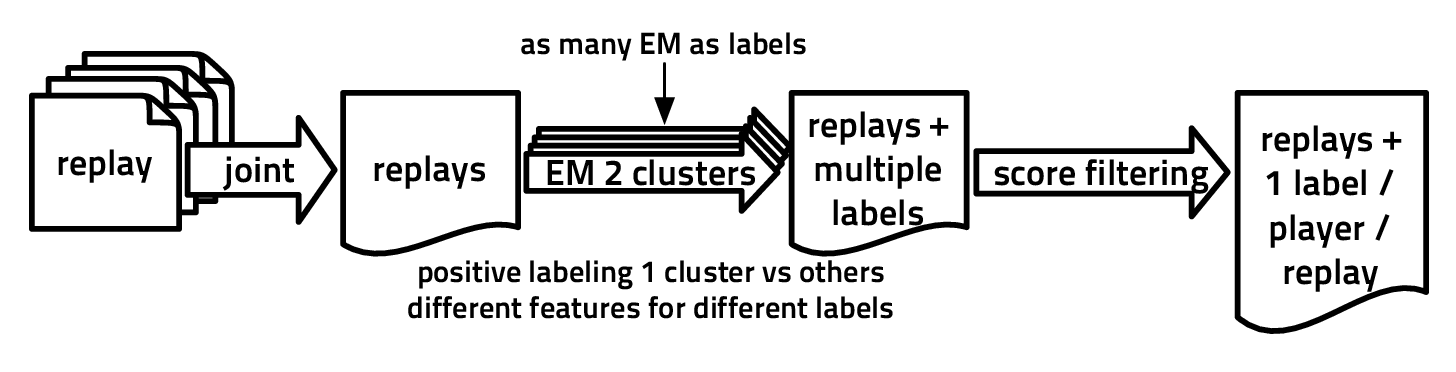 as many EM as labels
replay
joint
replays
EM 2 clusters
replays +
multiple
labels
score filtering
replays +
1 label /
player /
replay
positive labeling 1 cluster vs others
different features for different labels